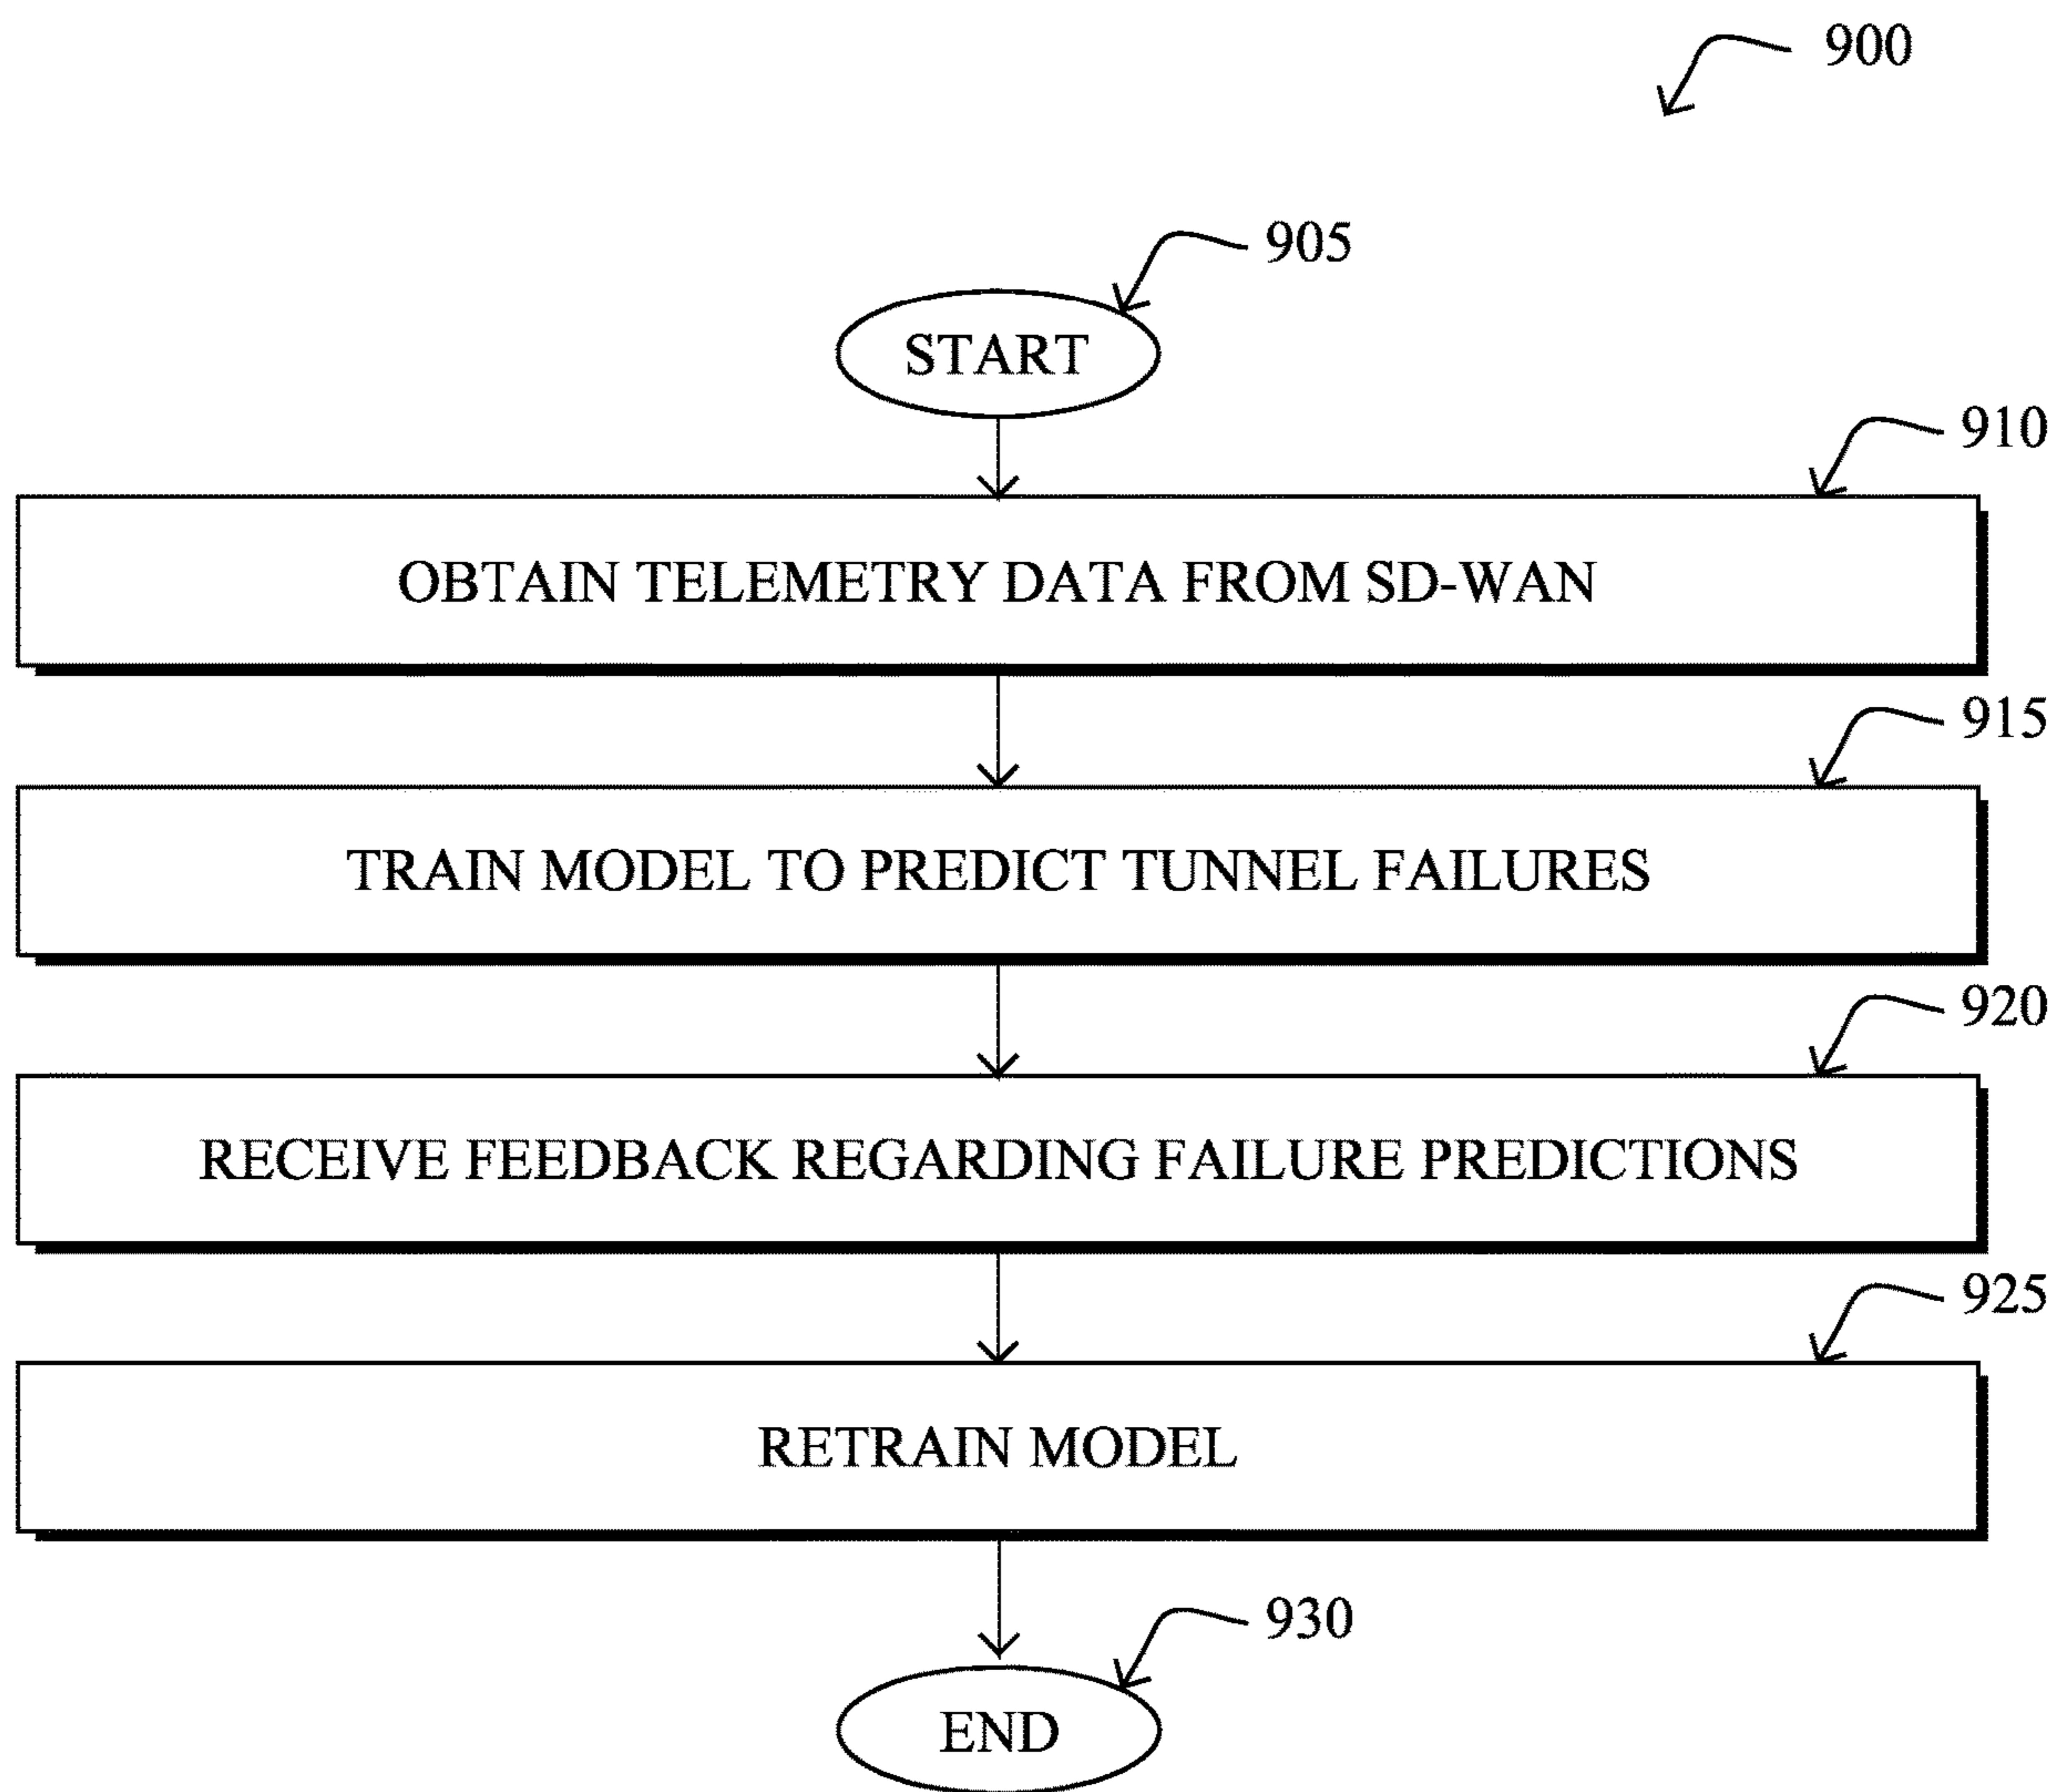 900
905
START
910
OBTAIN TELEMETRY DATA FROM SD-WAN
915
TRAIN MODEL TO PREDICT TUNNEL FAILURES
920
RECEIVE FEEDBACK REGARDING FAILURE PREDICTIONS
925
RETRAIN MODEL
930
END